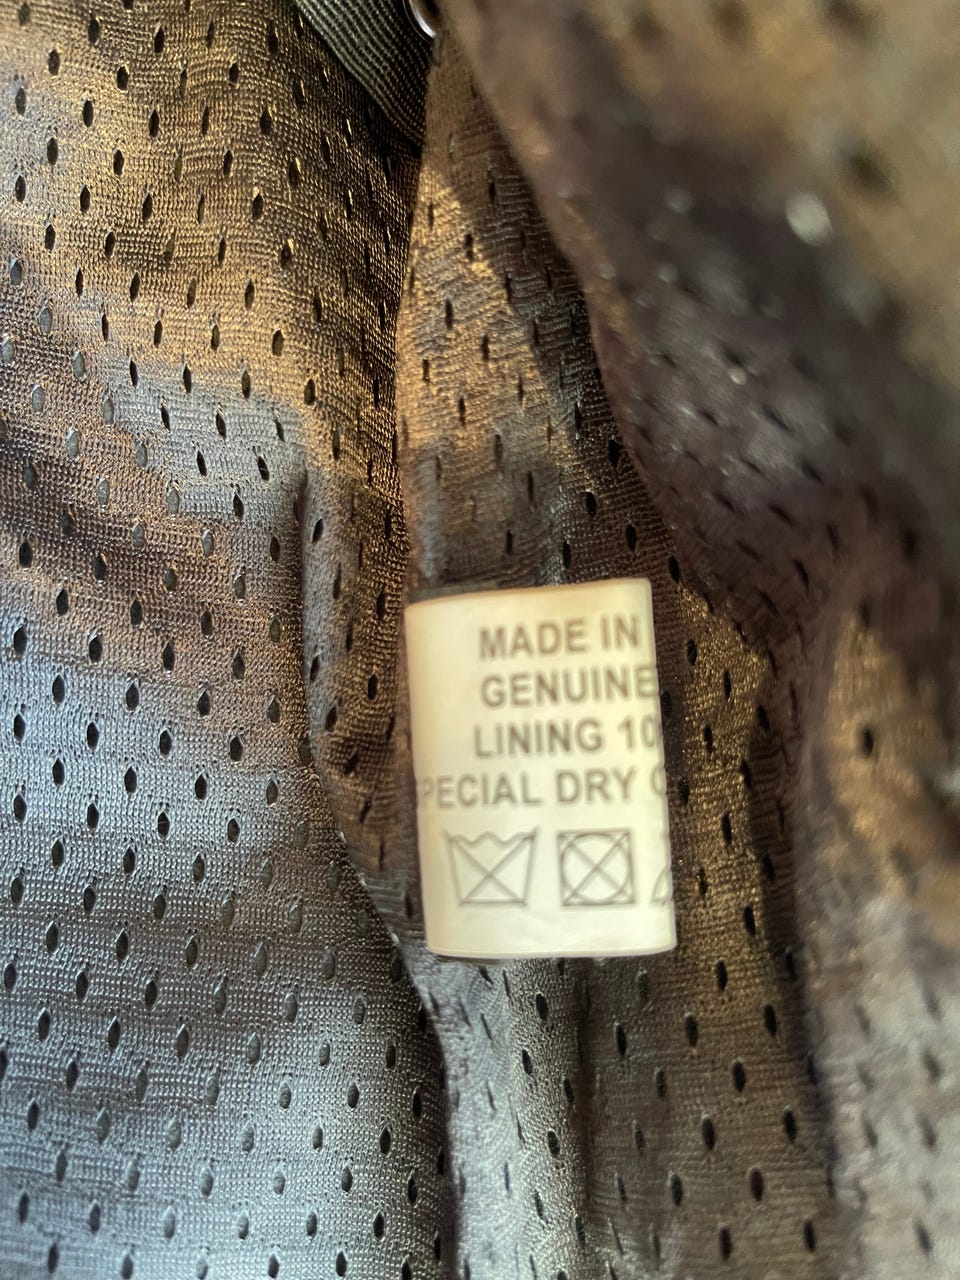 MADE IN
GENUINE
LINING 10
PECIAL DRY C